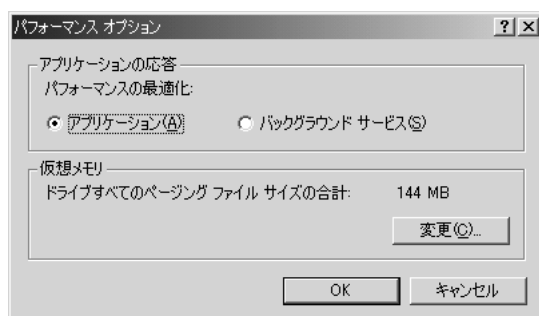 パフォーマンス オプション
アプリケーションの応答
パフォーマンスの最適化:
アプリケーション(A) バックグラウンド サービス(S)
仮想メモリ
ドライブすべてのページング ファイル サイズの合計: 144 MB
変更(C)...
OK キャンセル